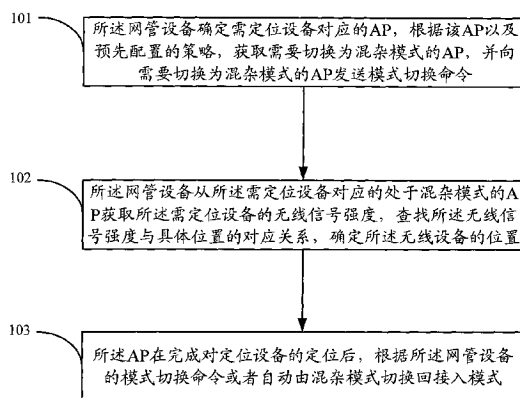 101
所述网管设备确定需定位设备对应的AP，根据该AP以及
预先配置的策略，获取需要切换为混杂模式的AP，并向
需要切换为混杂模式的AP发送模式切换命令
102
所述网管设备从所述需定位设备对应的处于混杂模式的A
P获取所述需定位设备的无线信号强度，查找所述无线信
号强度与具体位置的对应关系，确定所述无线设备的位置
103
所述AP在完成对定位设备的定位后，根据所述网管设备
的模式切换命令或者自动由混杂模式切换回接入模式